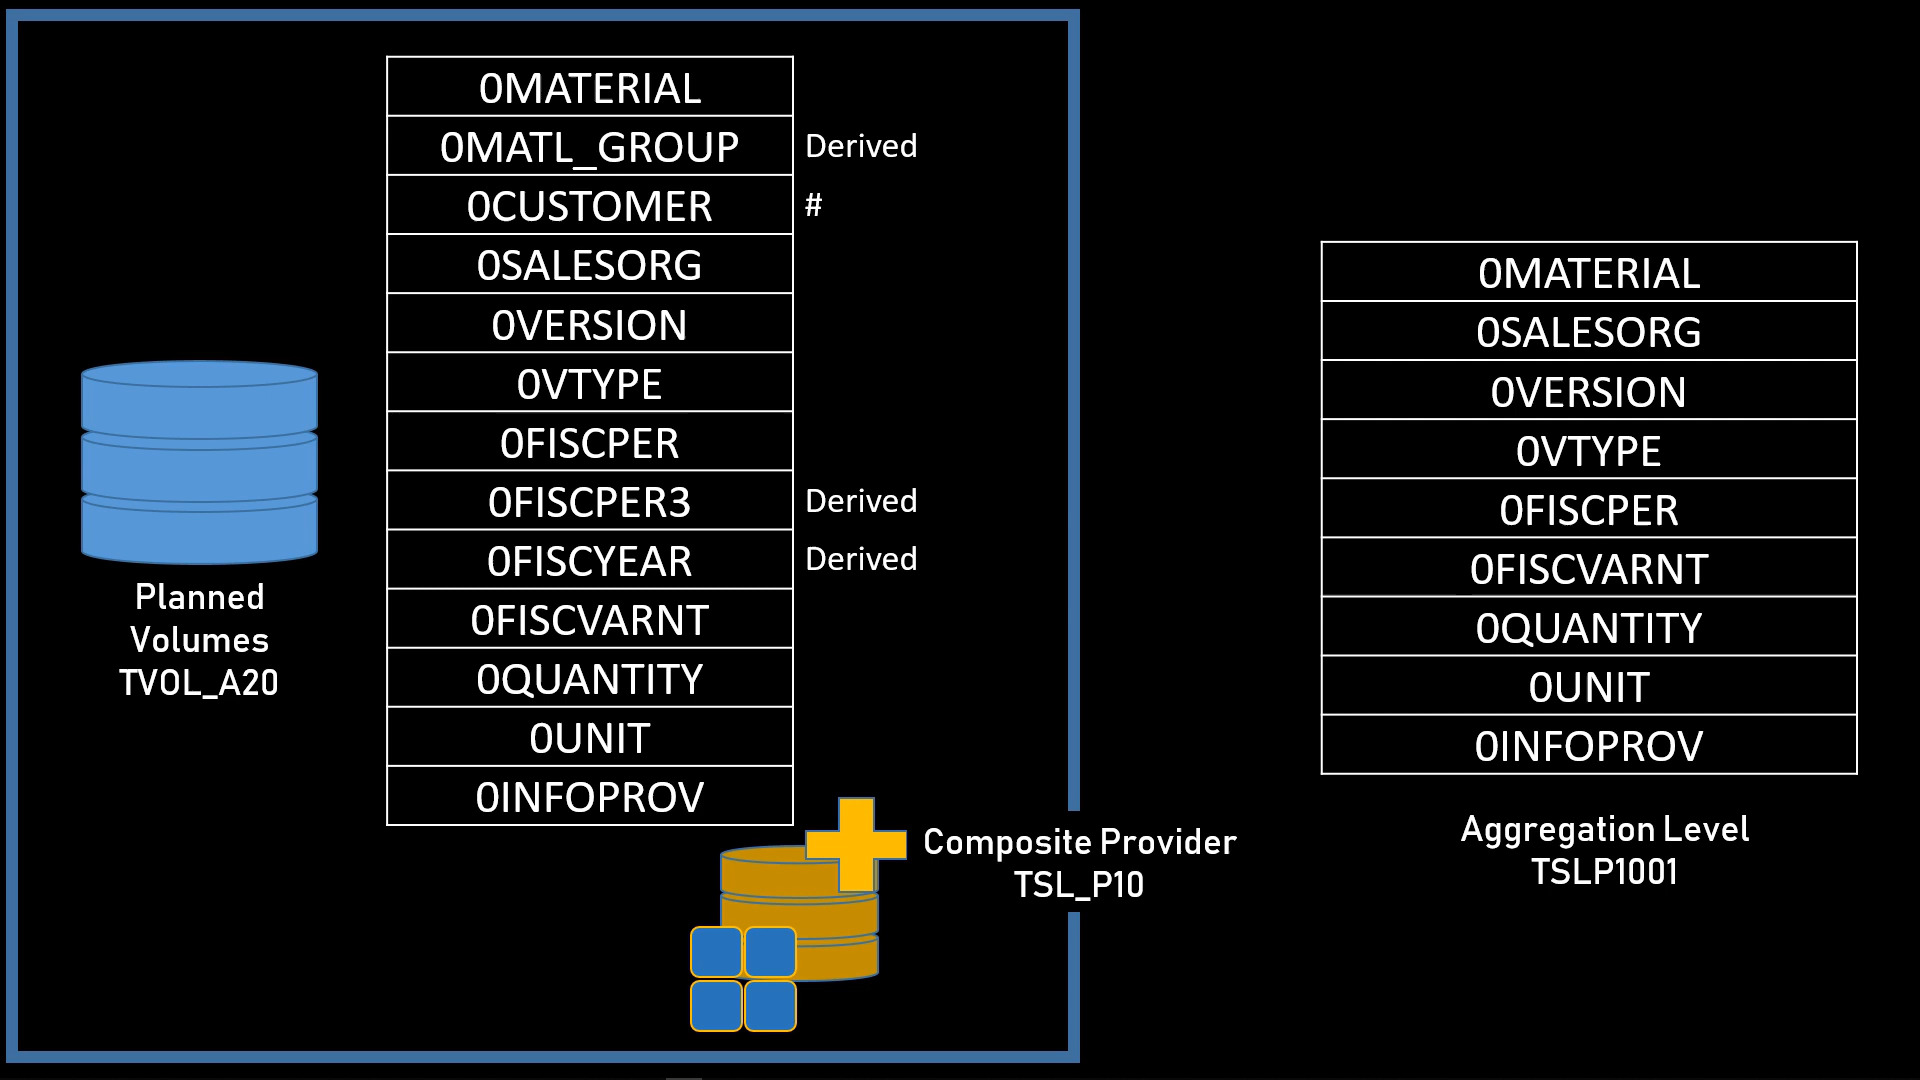 0MATERIAL
0MATL_GROUP Derived
0CUSTOMER #
0SALESORG
0VERSION
0VTYPE
0FISCPER
0FISCPER3 Derived
0FISCYEAR Derived
0FISCVARNT
0QUANTITY
0UNIT
0INFOPROV
Planned
Volumes
TVOL_A20
Composite Provider
TSL_P10
0MATERIAL
0SALESORG
0VERSION
0VTYPE
0FISCPER
0FISCVARNT
0QUANTITY
0UNIT
0INFOPROV
Aggregation Level
TSLP1001